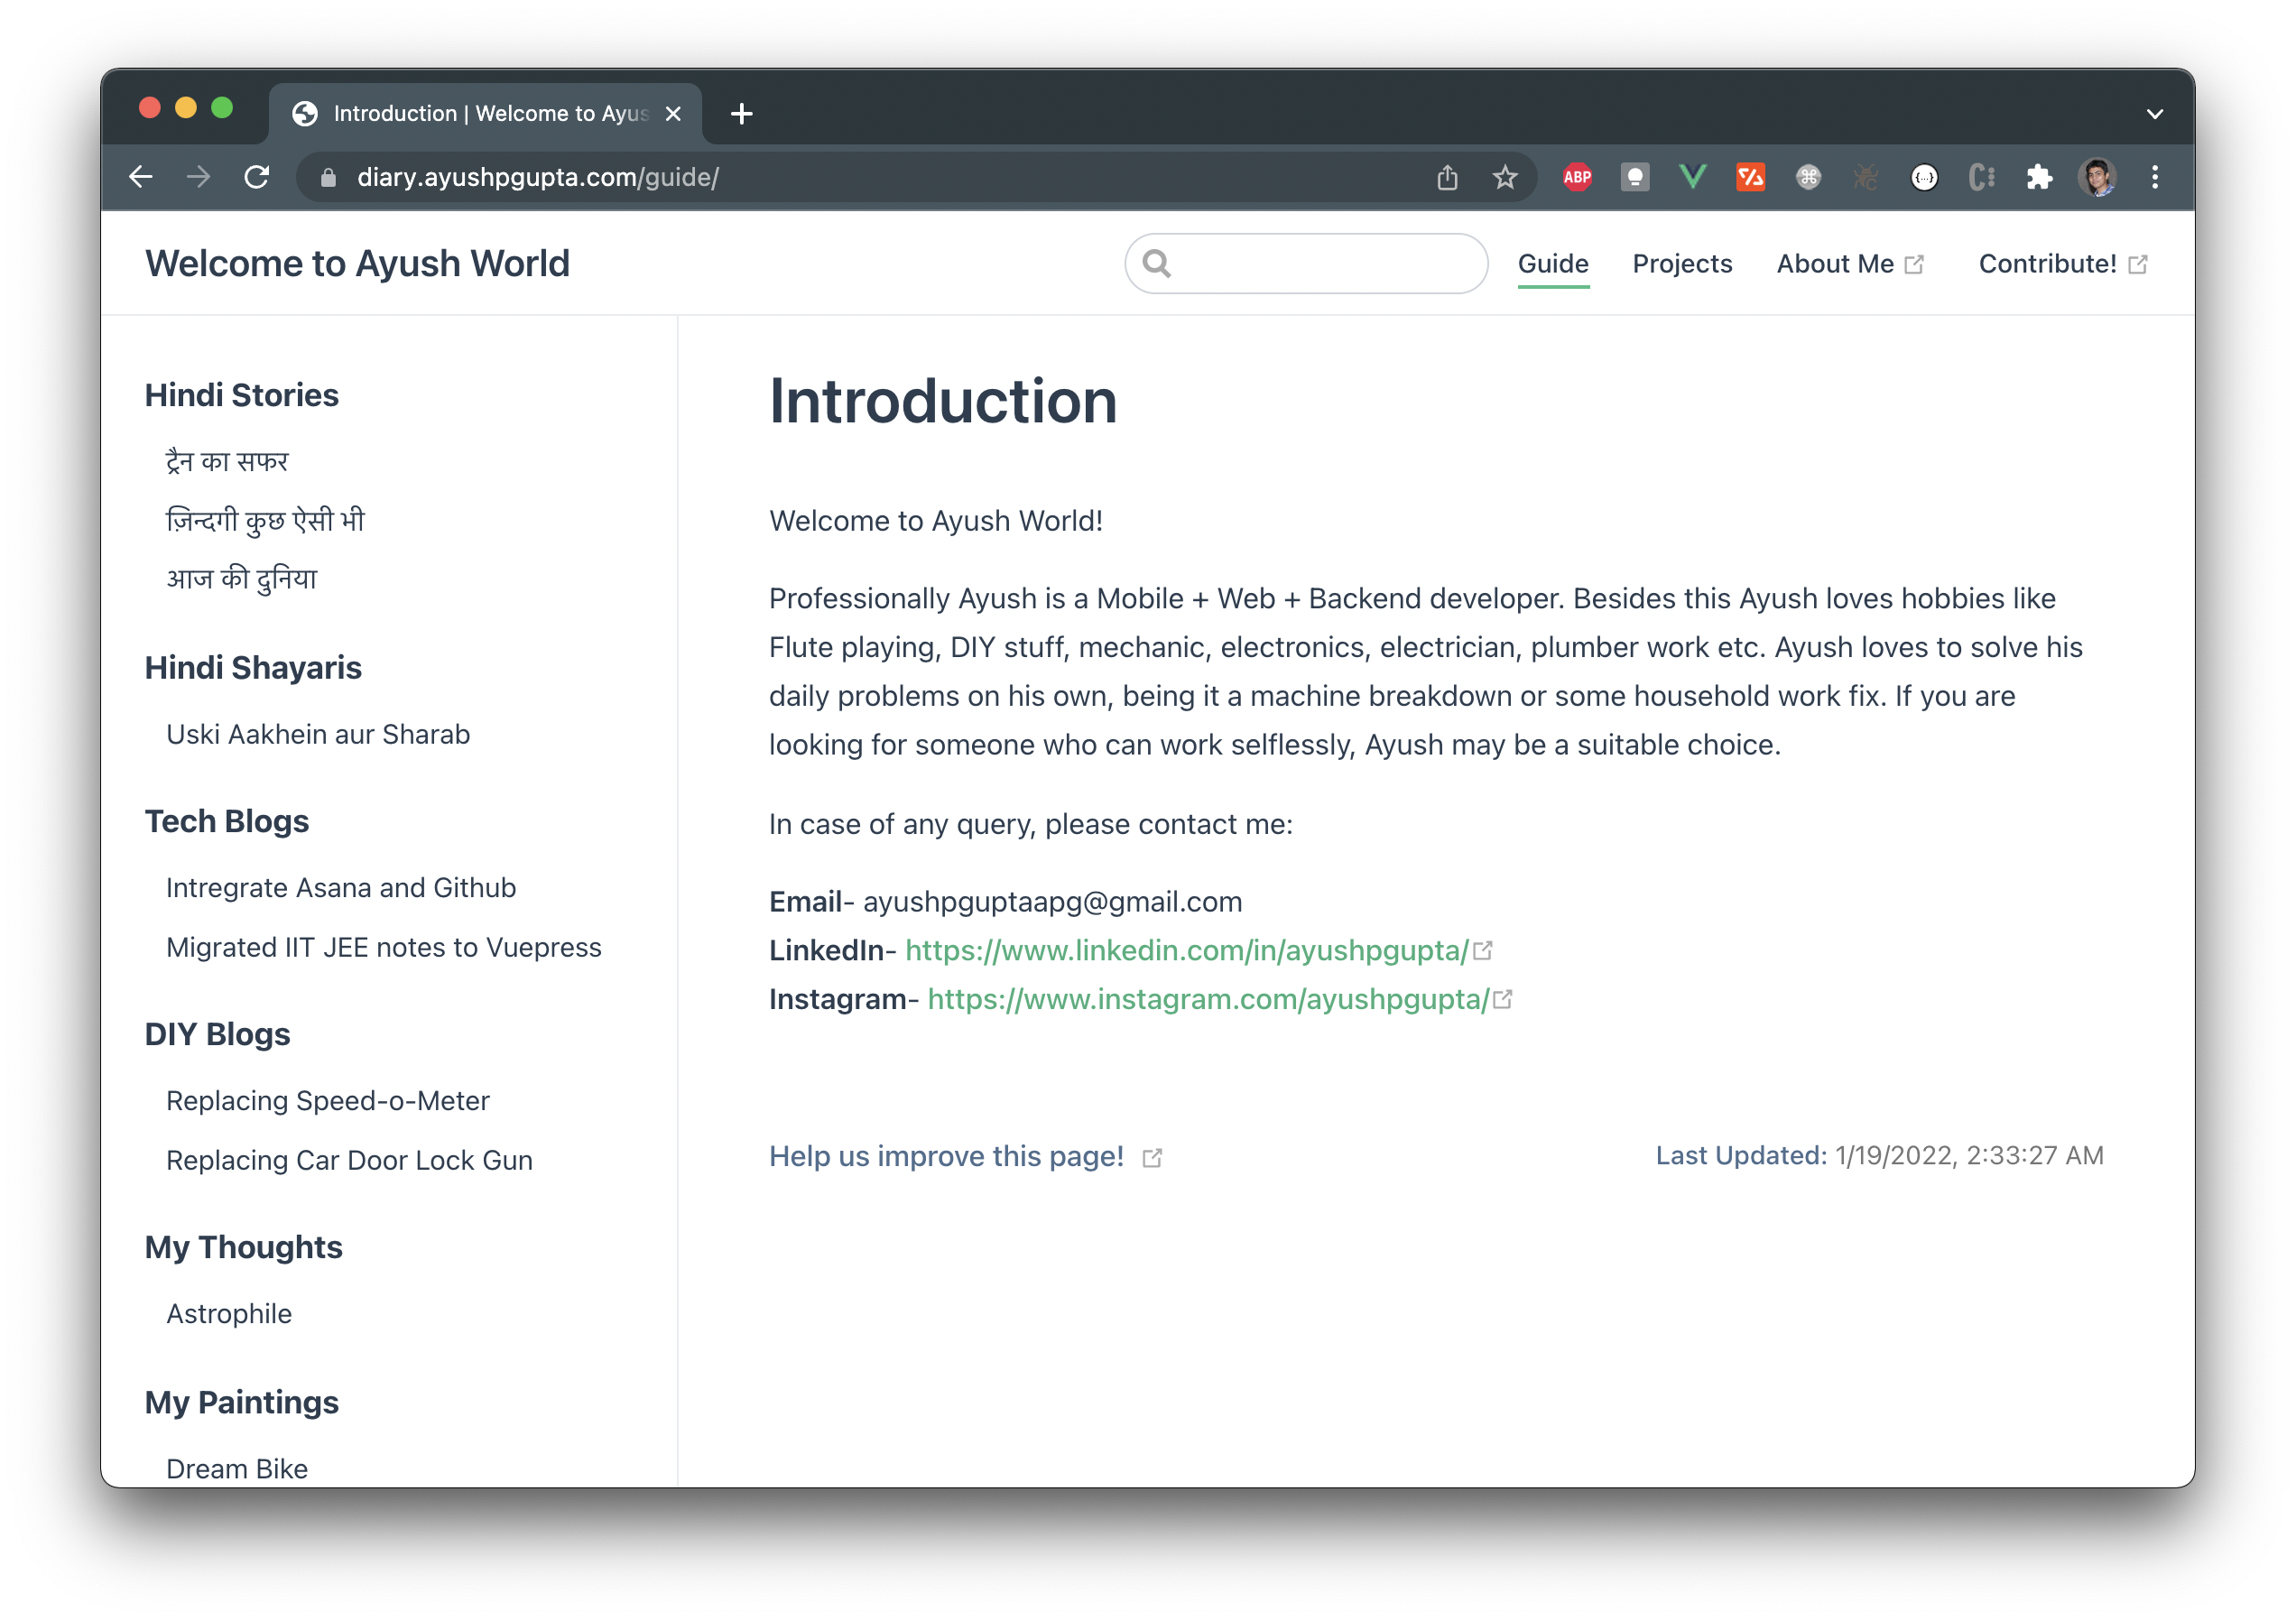 Introduction | Welcome to Ayus
diary.ayushpgupta.com/guide/
ABP
Welcome to Ayush World
Guide
Projects
About Me
Contribute!
Hindi Stories
ट्रैन का सफर
ज़िन्दगी कुछ ऐसी भी
आज की दुनिया
Hindi Shayaris
Uski Aakhein aur Sharab
Tech Blogs
Intregrate Asana and Github
Migrated IIT JEE notes to Vuepress
DIY Blogs
Replacing Speed-o-Meter
Replacing Car Door Lock Gun
My Thoughts
Astrophile
My Paintings
Dream Bike
Introduction
Welcome to Ayush World!
Professionally Ayush is a Mobile + Web + Backend developer. Besides this Ayush loves hobbies like
Flute playing, DIY stuff, mechanic, electronics, electrician, plumber work etc. Ayush loves to solve his
daily problems on his own, being it a machine breakdown or some household work fix. If you are
looking for someone who can work selflessly, Ayush may be a suitable choice.
In case of any query, please contact me:
Email- ayushpguptaapg@gmail.com
LinkedIn- https://www.linkedin.com/in/ayushpgupta/
Instagram- https://www.instagram.com/ayushpgupta/
Help us improve this page!
Last Updated: 1/19/2022, 2:33:27 AM